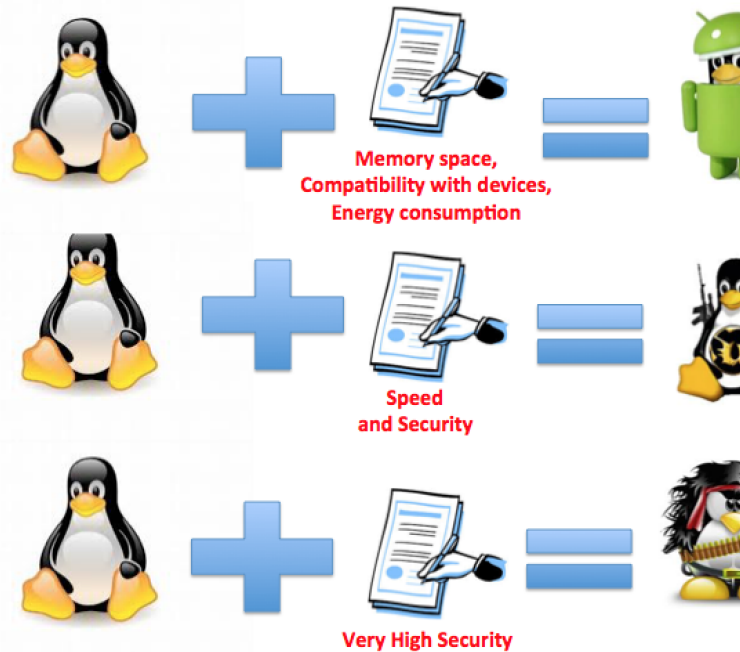 Memory space,
Compatibility with devices,
Energy consumption
Speed
and Security
Very High Security